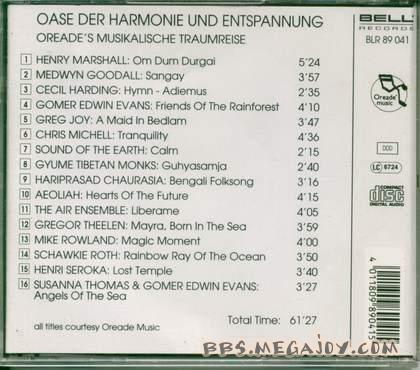 OASE DER HARMONIE UND ENTSPANNUNG
OREADE'S MUSIKALISCHE TRAUMREISE
BELL
RECORDS
BLR 89 041
1 HENRY MARSHALL: Om Dum Durgai 5'24
2 MEDWYN GOODALL: Sangay 3'57
3 CECIL HARDING: Hymn - Adiemus 2'35
4 GOMER EDWIN EVANS: Friends Of The Rainforest 4'10
5 GREG JOY: A Maid In Bedlam 3'47
6 CHRIS MICHELL: Tranquility 4'36
7 SOUND OF THE EARTH: Calm 2'15
8 GYUME TIBETAN MONKS: Guhyasamja 2'40
9 HARIPRASAD CHAURASIA: Bengali Folksong 3'16
10 AEOLIAH: Hearts Of The Future 4'15
11 THE AIR ENSEMBLE: Liberame 4'05
12 GREGOR THEELEN: Mayra, Born In The Sea 3'59
13 MIKE ROWLAND: Magic Moment 4'00
14 SCHAWKIE ROTH: Rainbow Ray Of The Ocean 3'50
15 HENRI SEROKA: Lost Temple 3'40
16 SUSANNA THOMAS & GOMER EDWIN EVANS: 3'27
Angels Of The Sea
Total Time: 61'27
all titles courtesy Oreade Music
Oreade
music
DDD
LC 6724
COMPACT
disc
DIGITAL AUDIO
4 011809 890415
BBS.MEGAJOY.COM